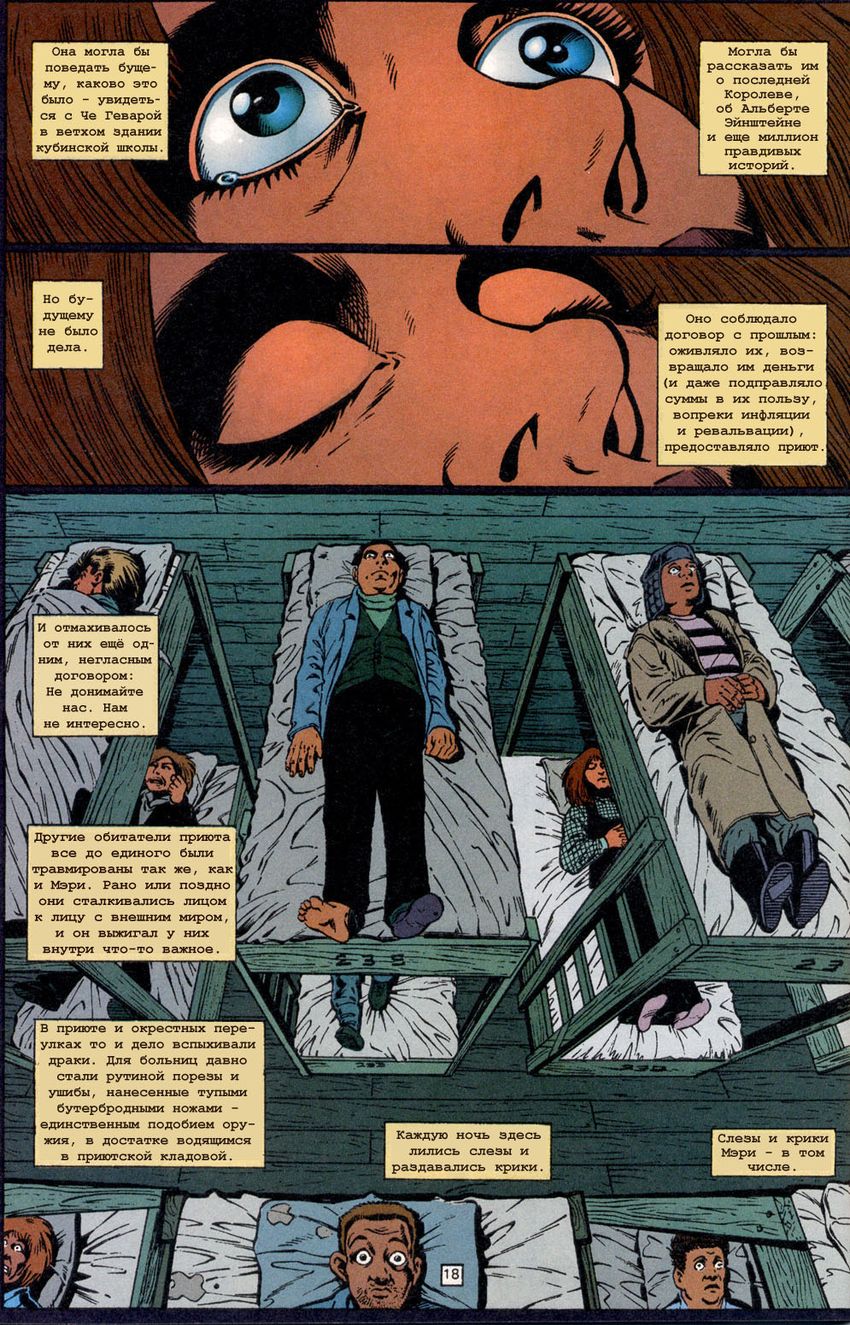 Она могла бы
поведать буще-
му, каково это
было - увидеть-
ся с Че Геварой
в ветхом здании
кубинской школы.
Могла бы
рассказать им
о последней
Королеве,
об Альберте
Эйнштейне
и еще миллион
правдивых
историй.
Но бу-
дущему
не было
дела.
Оно соблюдало
договор с прошлым:
оживляло их, воз-
вращало им деньги
(и даже подправляло
суммы в их пользу,
вопреки инфляции
и ревальвации),
предоставляло приют.
И отмахивалось
от них ещё од-
ним, негласным
договором:
Не донимайте
нас. Нам
не интересно.
Другие обитатели приюта
все до единого были
травмированы так же, как
и Мэри. Рано или поздно
они сталкивались лицом
к лицу с внешним миром,
и он выжигал у них
внутри что-то важное.
238
23
232
В приюте и окрестных пере-
улках то и дело вспыхивали
драки. Для больниц давно
стали рутиной порезы и
ушибы, нанесенные тупыми
бутербродными ножами -
единственным подобием ору-
жия, в достатке водящимся
в приютской кладовой.
Каждую ночь здесь
лились слезы и
раздавались крики.
Слезы и крики
Мэри - в том
числе.
18